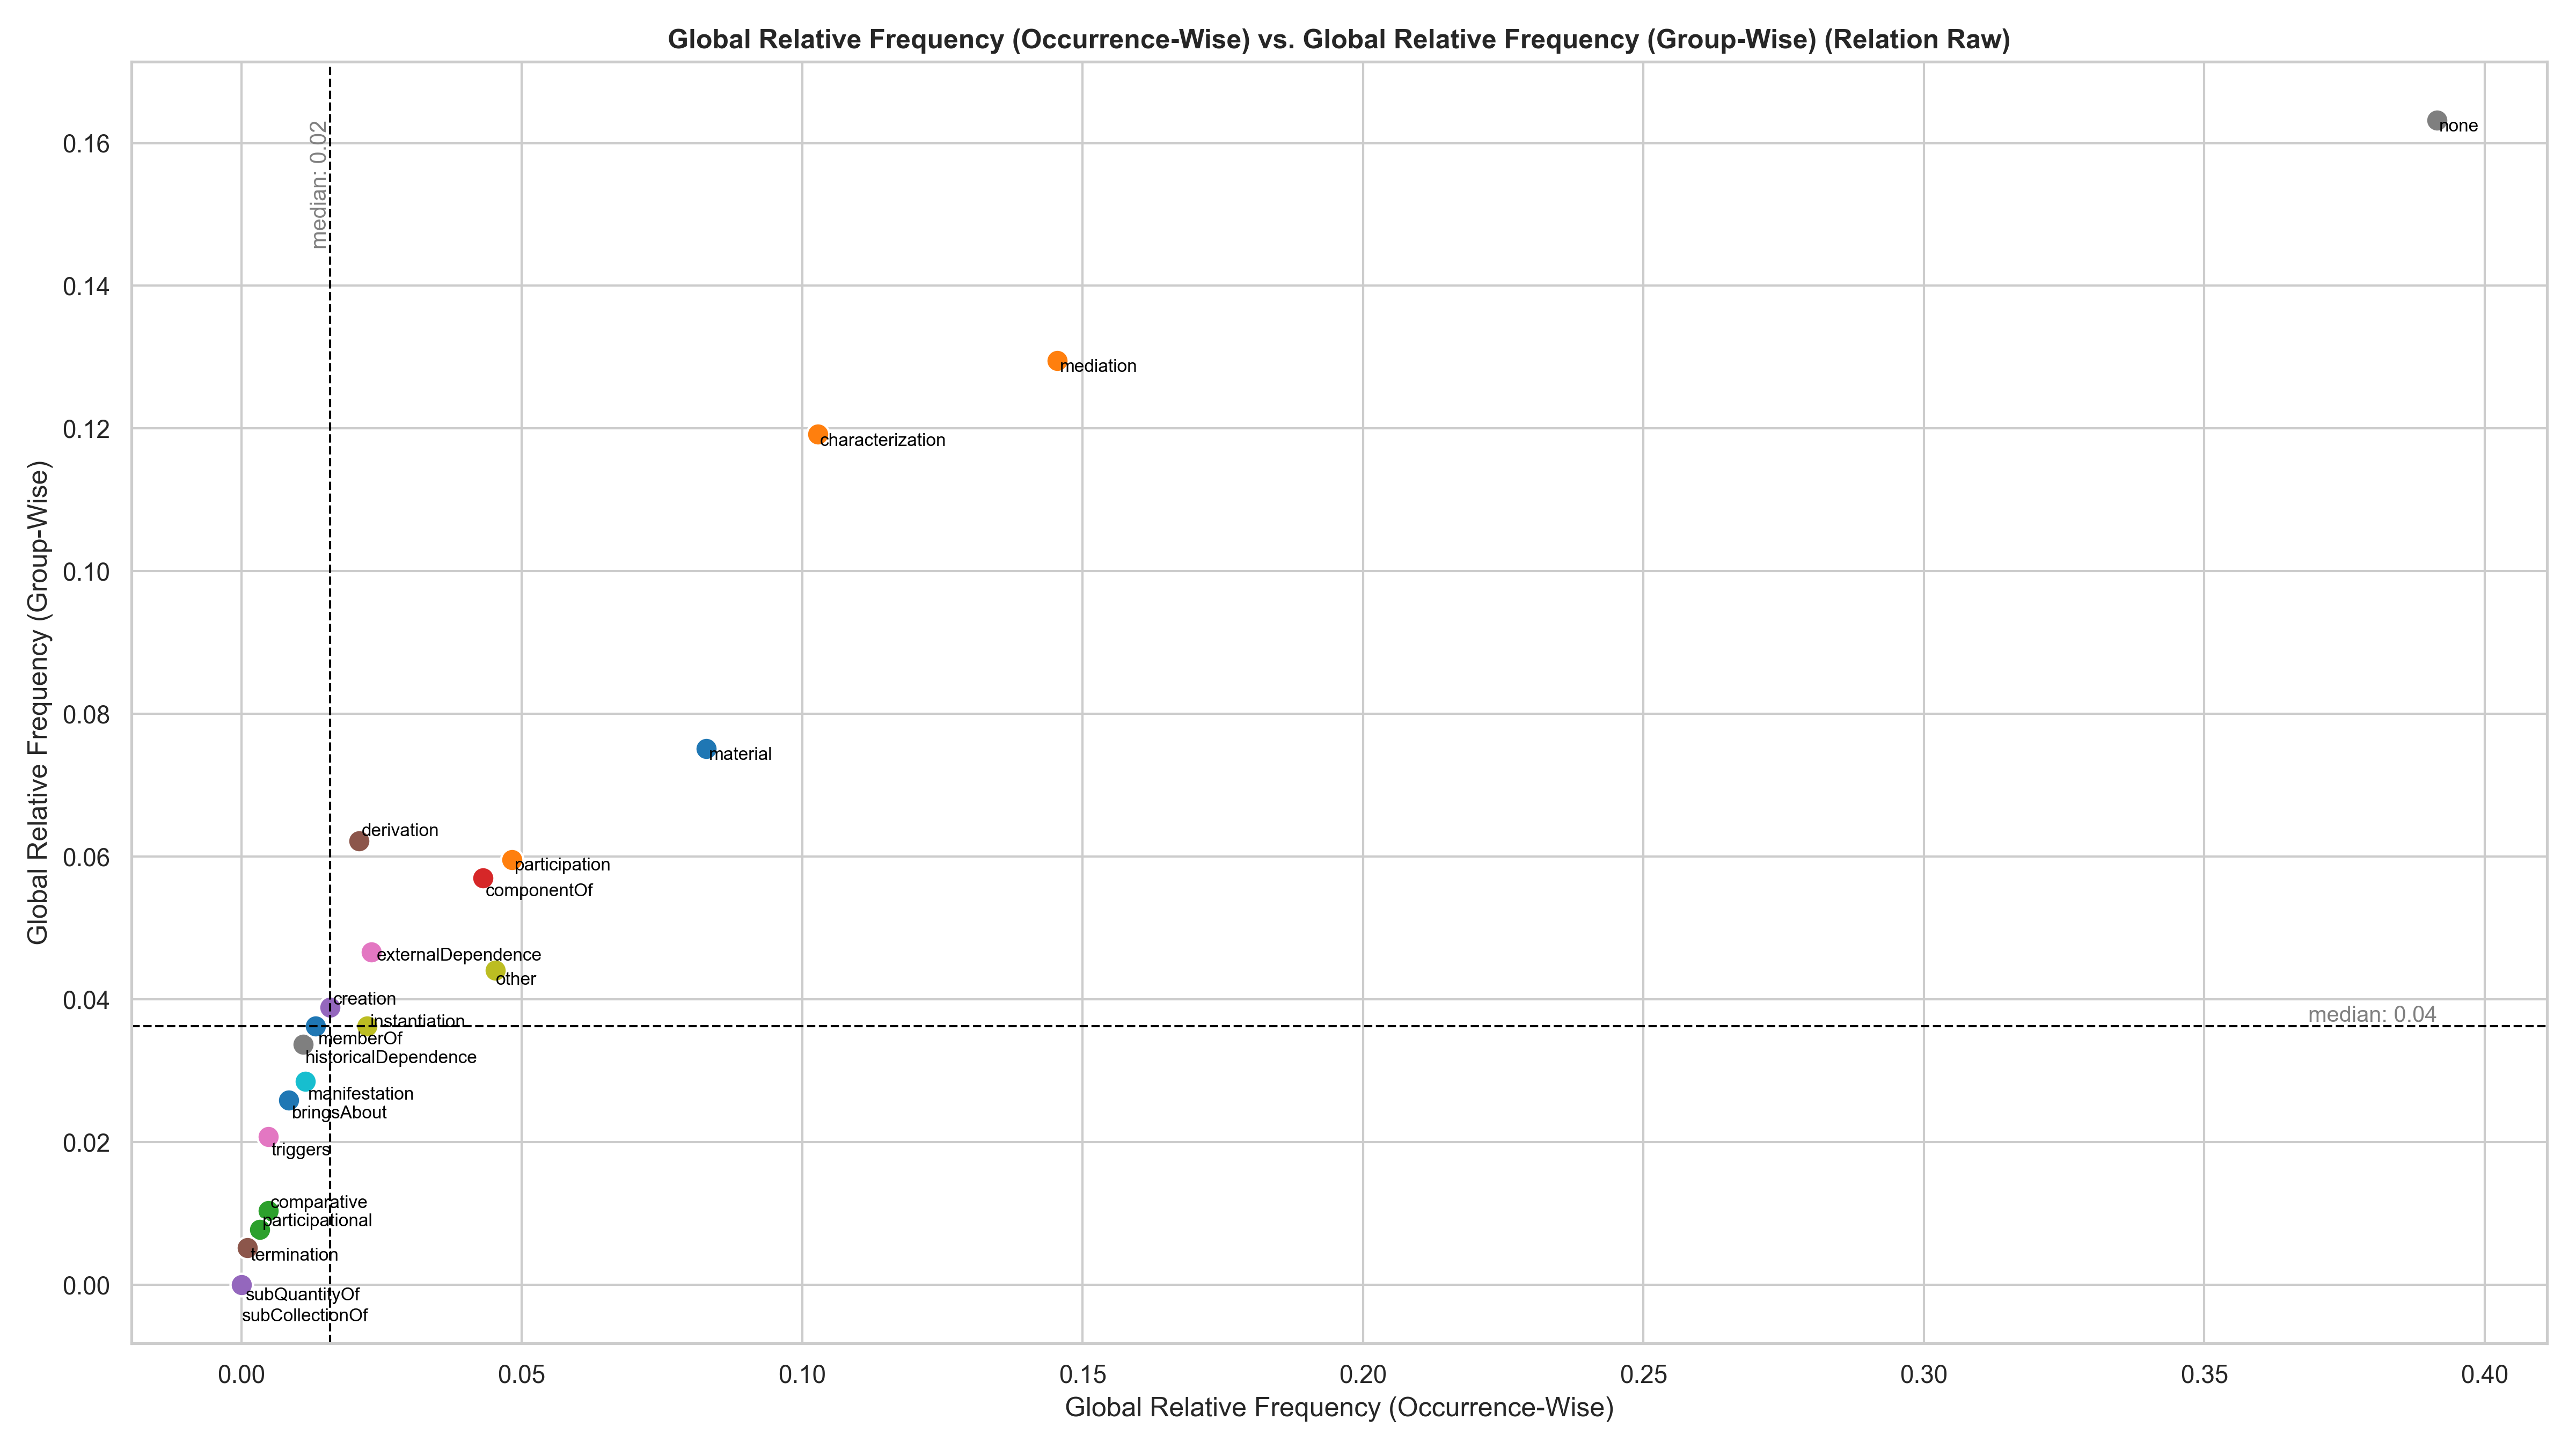 Global Relative Frequency (Occurrence-Wise) vs. Global Relative Frequency (Group-Wise) (Relation Raw)
Global Relative Frequency (Group-Wise)
0.16
0.14
0.12
0.10
0.08
0.06
0.04
0.02
0.00
median: 0.02
none
mediation
characterization
material
derivation
participation
componentOf
externalDependence
other
creation
median: 0.04
instantiation
memberOf
historicalDependence
manifestation
bringsAbout
triggers
comparative
participational
termination
subQuantityOf
subCollectionOf
0.00
0.05
0.10
0.15
0.20
0.25
0.30
0.35
0.40
Global Relative Frequency (Occurrence-Wise)